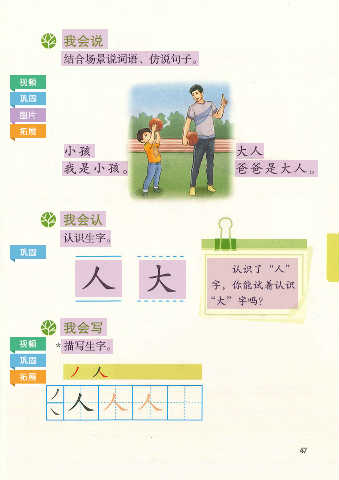 我会说
结合场景说词语、仿说句子。
视频
巩固
图片
拓展
小孩
大人
我是小孩。
爸爸是大人。
我会认
认识生字。
巩固
人
大
认识了“人”
字，你能试着认识
“大”字吗？
我会写
*描写生字。
视频
巩固
拓展
丿 人
丿 ㇏ 人 人 人
47